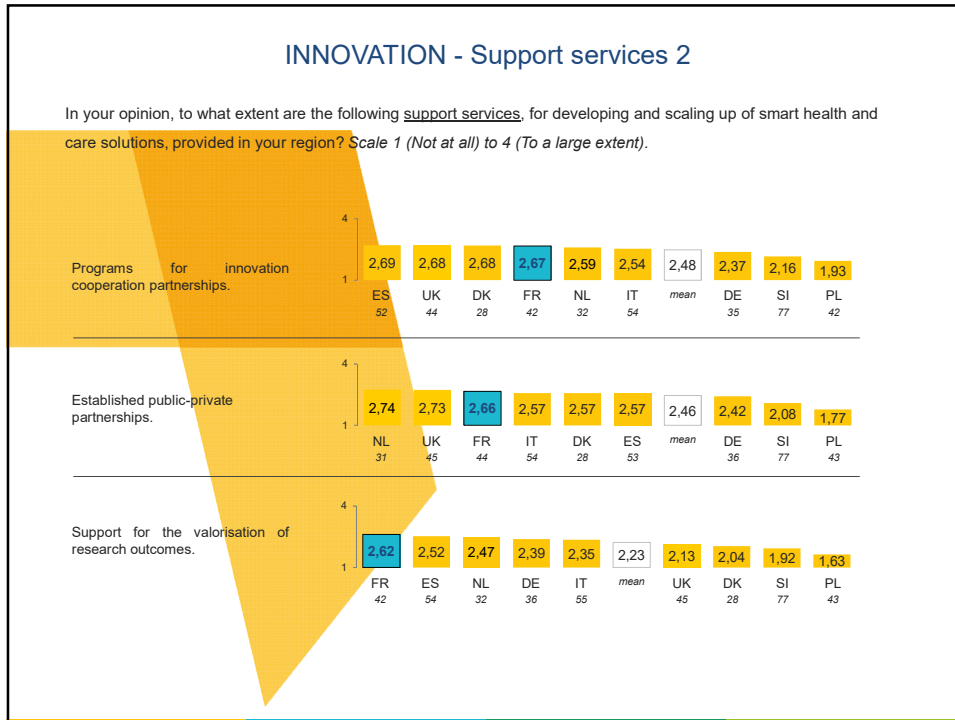 INNOVATION - Support services 2
In your opinion, to what extent are the following support services, for developing and scaling up of smart health and
care solutions, provided in your region? Scale 1 (Not at all) to 4 (To a large extent).
4
1
Programs for innovation
cooperation partnerships.
2,69 2,68 2,68 2,67 2,59 2,54 2,48 2,37 2,16 1,93
ES UK DK FR NL IT mean DE SI PL
52 44 28 42 32 54 35 77 42
4
1
Established public-private
partnerships.
2,74 2,73 2,66 2,57 2,57 2,57 2,46 2,42 2,08 1,77
NL UK FR IT DK ES mean DE SI PL
31 45 44 54 28 53 36 77 43
4
1
Support for the valorisation of
research outcomes.
2,62 2,52 2,47 2,39 2,35 2,23 2,13 2,04 1,92 1,63
FR ES NL DE IT mean UK DK SI PL
42 54 32 36 55 45 28 77 43